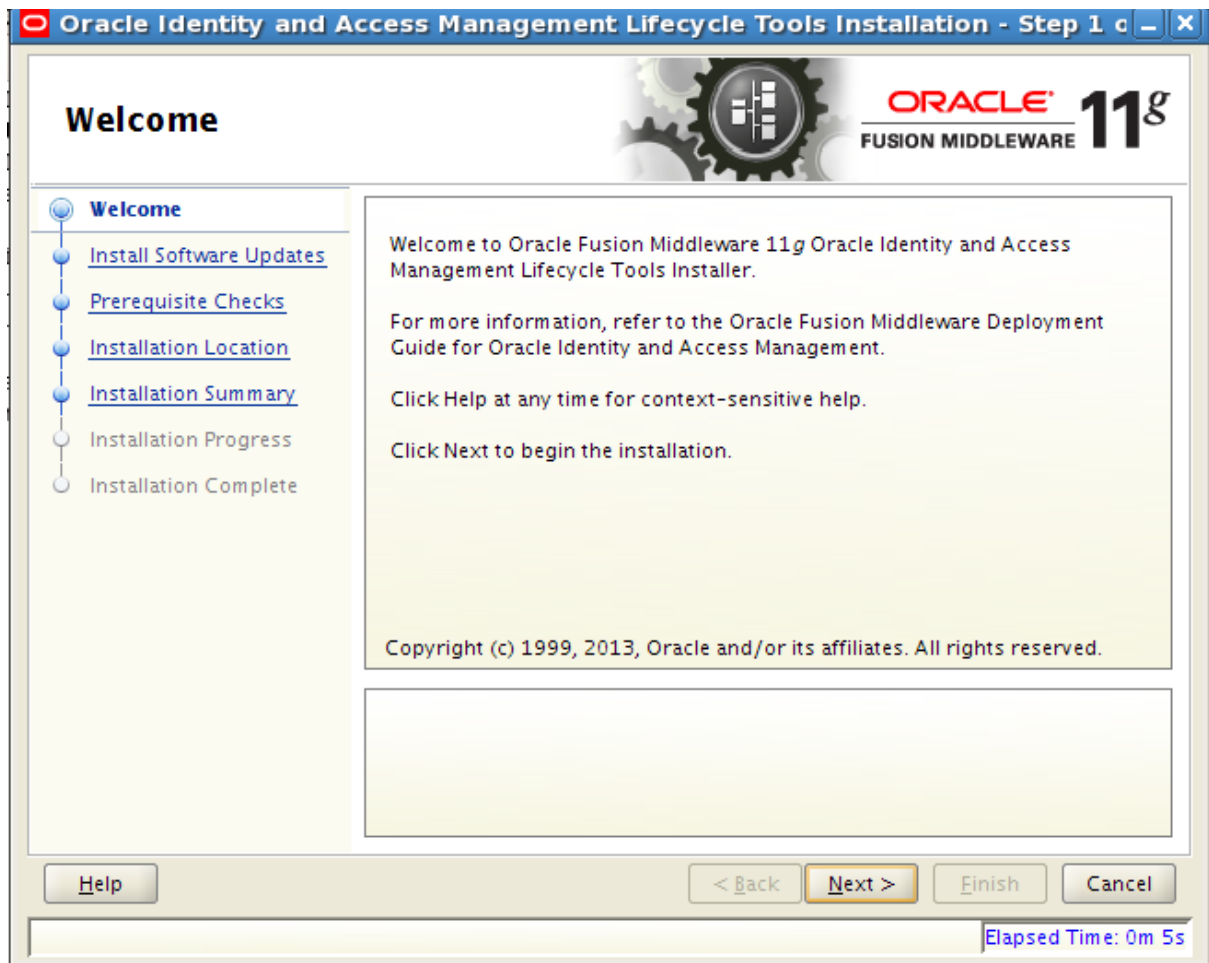 Oracle Identity and Access Management Lifecycle Tools Installation - Step 1 o
Welcome
ORACLE
FUSION MIDDLEWARE
11g
Welcome
Install Software Updates
Prerequisite Checks
Installation Location
Installation Summary
Installation Progress
Installation Complete
Welcome to Oracle Fusion Middleware 11g Oracle Identity and Access
Management Lifecycle Tools Installer.
For more information, refer to the Oracle Fusion Middleware Deployment
Guide for Oracle Identity and Access Management.
Click Help at any time for context-sensitive help.
Click Next to begin the installation.
Copyright (c) 1999, 2013, Oracle and/or its affiliates. All rights reserved.
Help
< Back
Next >
Finish
Cancel
Elapsed Time: 0m 5s